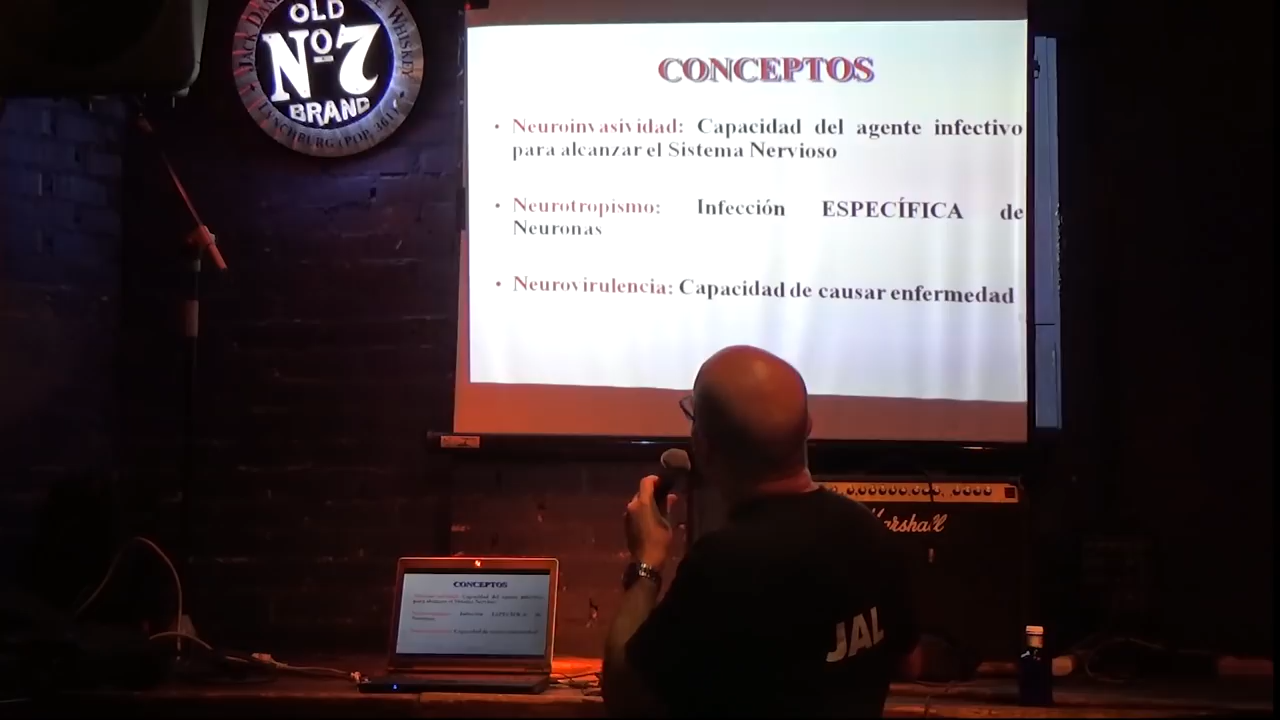 JACK DANIEL'S
WHISKEY
OLD
Nº7
BRAND
LYNCHBURG (POP. 361)
CONCEPTOS
• Neuroinvasividad: Capacidad del agente infectivo
para alcanzar el Sistema Nervioso
• Neurotropismo: Infección ESPECÍFICA de
Neuronas
• Neurovirulencia: Capacidad de causar enfermedad
Marshall
CONCEPTOS
JAL